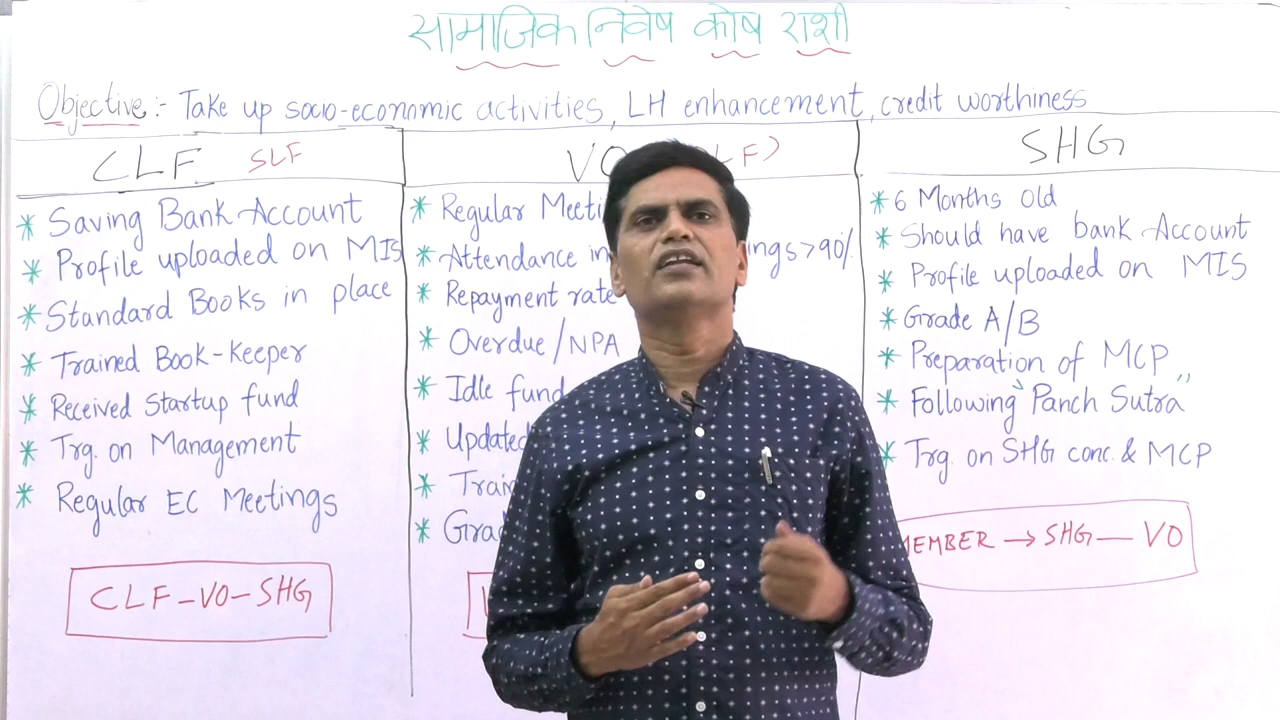 सामाजिक निवेष कोष राशी
Objective :- Take up socio-economic activities, LH enhancement, credit worthiness
CLF SLF
* Saving Bank Account
* Profile uploaded on MIS
* Standard Books in place
* Trained Book-Keeper
* Received Startup fund
* Trg. on Management
* Regular EC Meetings
CLF-VO-SHG
VO LF)
* Regular Meeti
* Attendance in ngs>90%
* Repayment rate
* Overdue/NPA
* Idle fund
* Updated
* Train
* Grad
SHG
* 6 Months old
* Should have bank Account
* Profile uploaded on MIS
* Grade A/B
* Preparation of MCP
* Following "Panch Sutra"
* Trg. on SHG conc. & MCP
MEMBER → SHG — VO